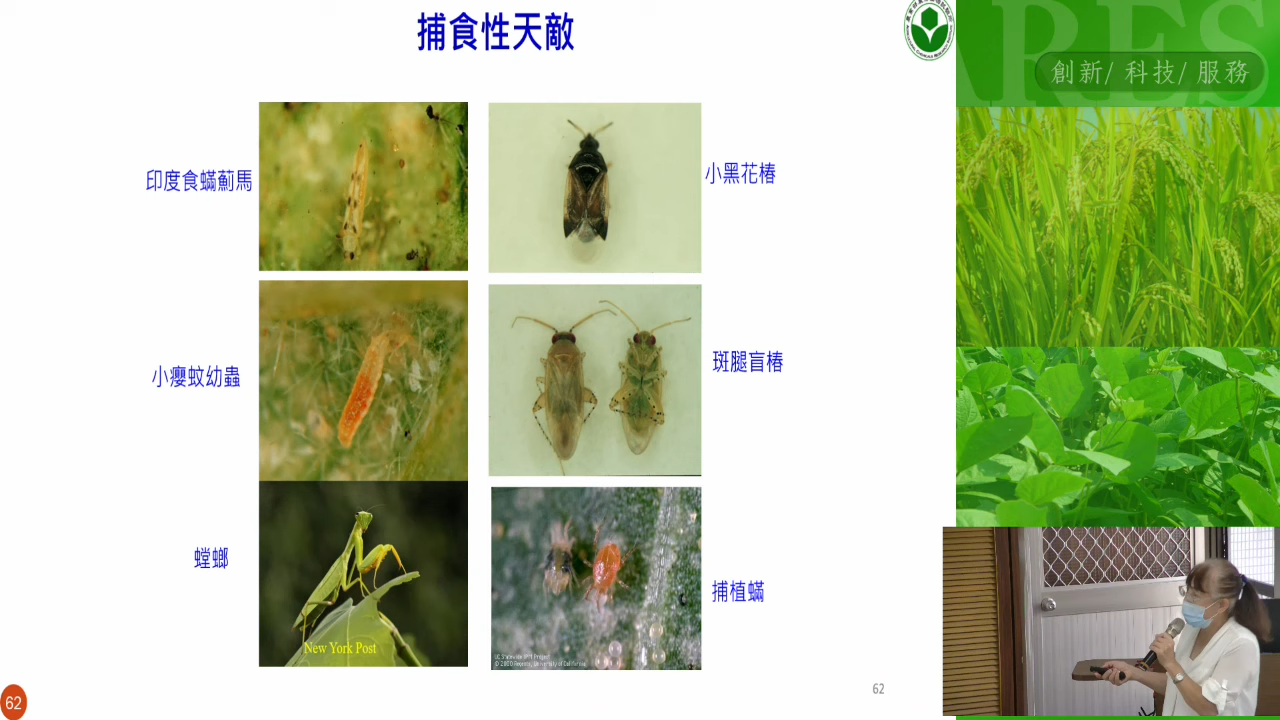 捕食性天敵
創新/ 科技/ 服務
印度食蟎薊馬
小黑花椿
小癭蚊幼蟲
斑腿盲椿
螳螂
New York Post
捕植蟎
62
62